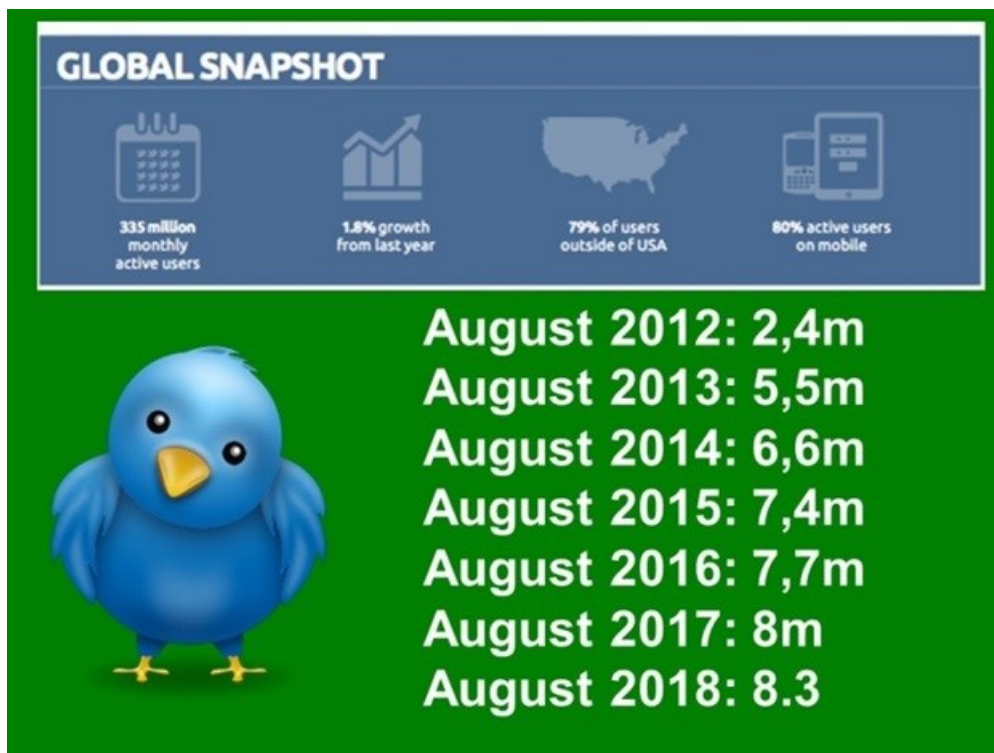 GLOBAL SNAPSHOT
335 million
monthly
active users
1.8% growth
from last year
79% of users
outside of USA
80% active users
on mobile
August 2012: 2,4m
August 2013: 5,5m
August 2014: 6,6m
August 2015: 7,4m
August 2016: 7,7m
August 2017: 8m
August 2018: 8.3